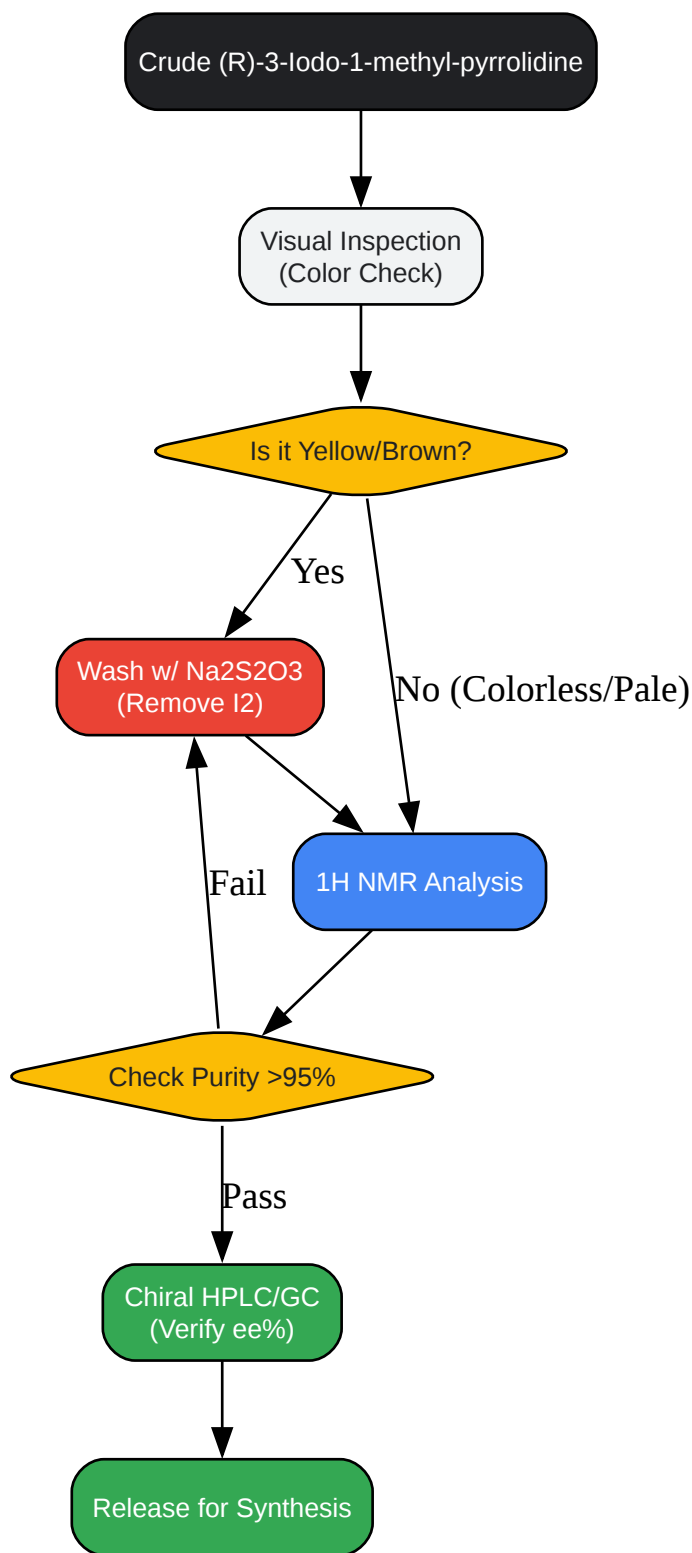 Crude (R)-3-Iodo-1-methyl-pyrrolidine
Visual Inspection
(Color Check)
Is it Yellow/Brown?
Yes
Wash w/ Na2S2O3
(Remove I2)
No (Colorless/Pale)
Fail
1H NMR Analysis
Check Purity >95%
Pass
Chiral HPLC/GC
(Verify ee%)
Release for Synthesis